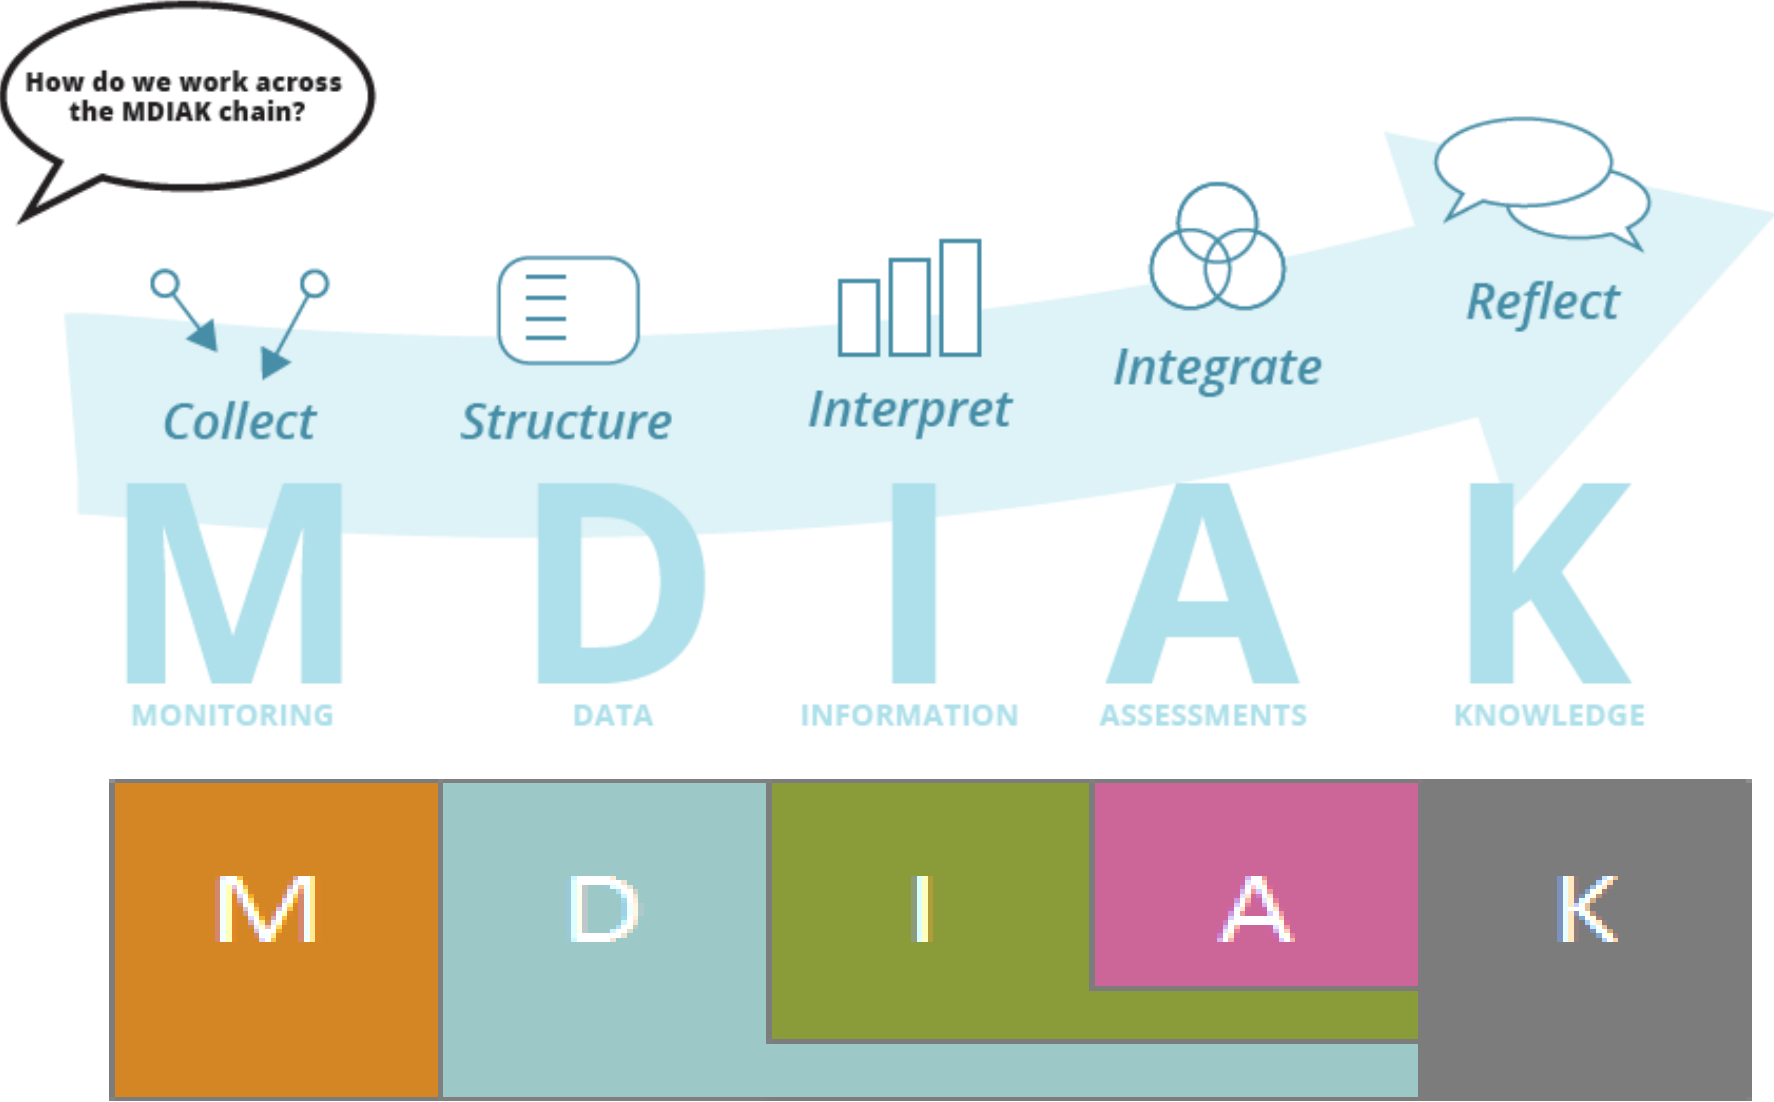 How do we work across
the MDIAK chain?
Collect
Structure
Interpret
Integrate
Reflect
M D I A K
MONITORING
DATA
INFORMATION
ASSESSMENTS
KNOWLEDGE
M
D
I
A
K